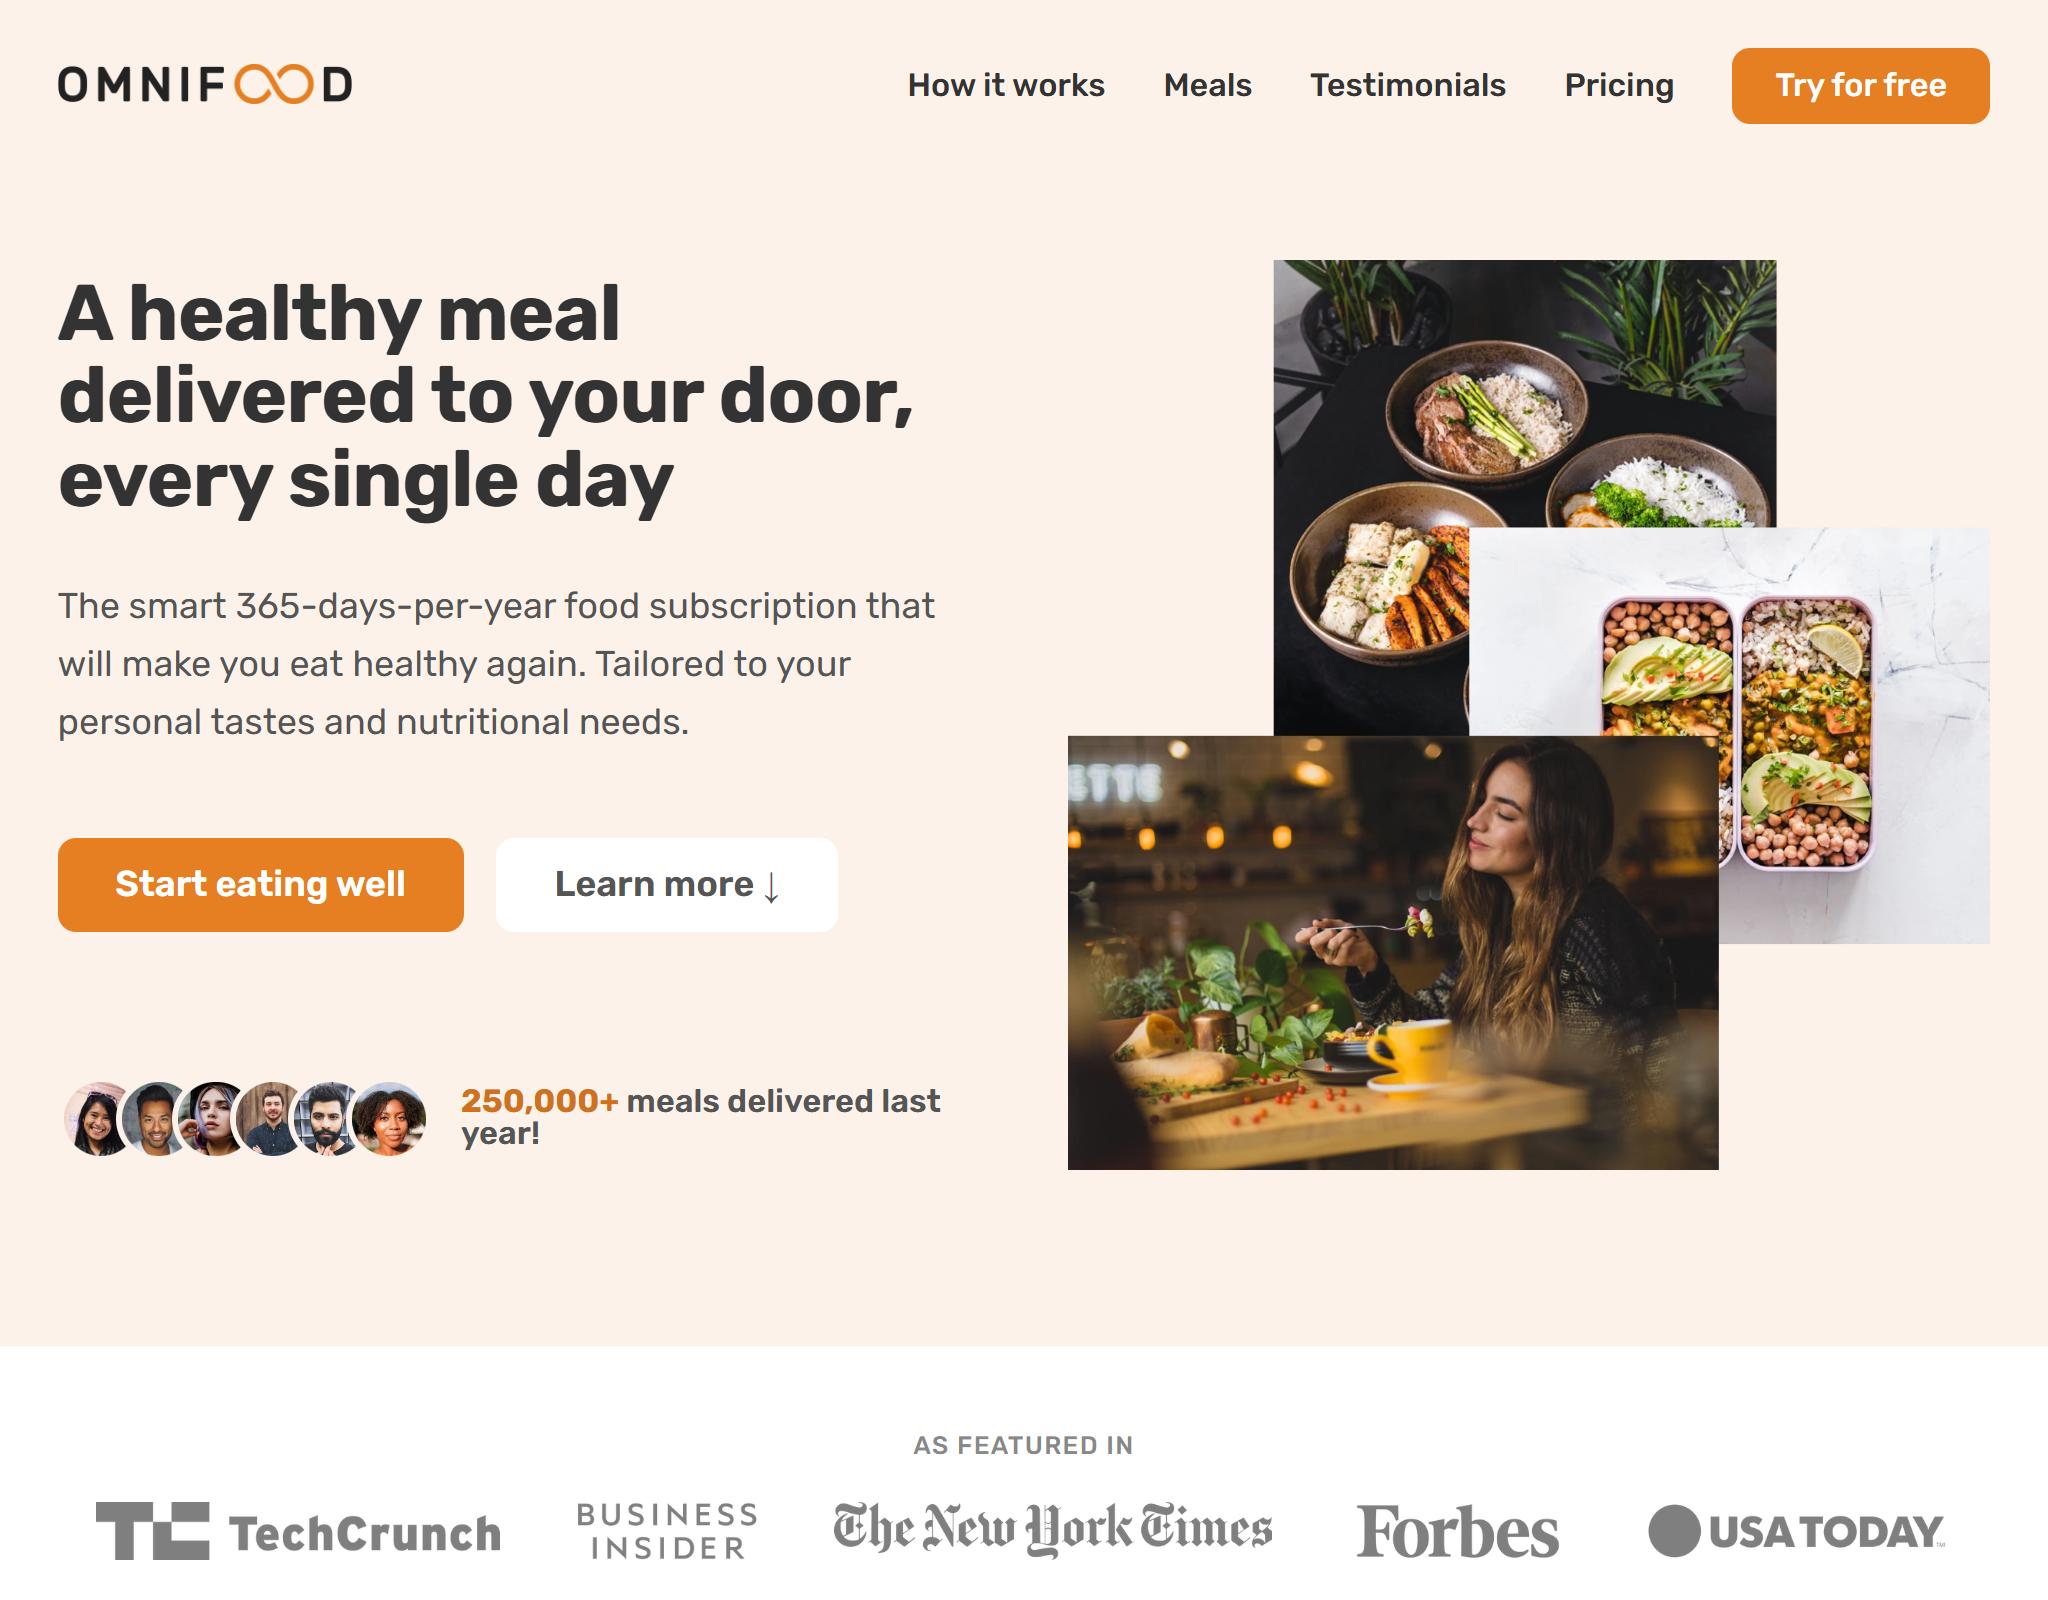 OMNIFOOD
How it works
Meals
Testimonials
Pricing
Try for free
A healthy meal
delivered to your door,
every single day
The smart 365-days-per-year food subscription that
will make you eat healthy again. Tailored to your
personal tastes and nutritional needs.
Start eating well
Learn more ↓
250,000+ meals delivered last
year!
ETTE
AS FEATURED IN
TC TechCrunch
BUSINESS
INSIDER
The New York Times
Forbes
USA TODAY™